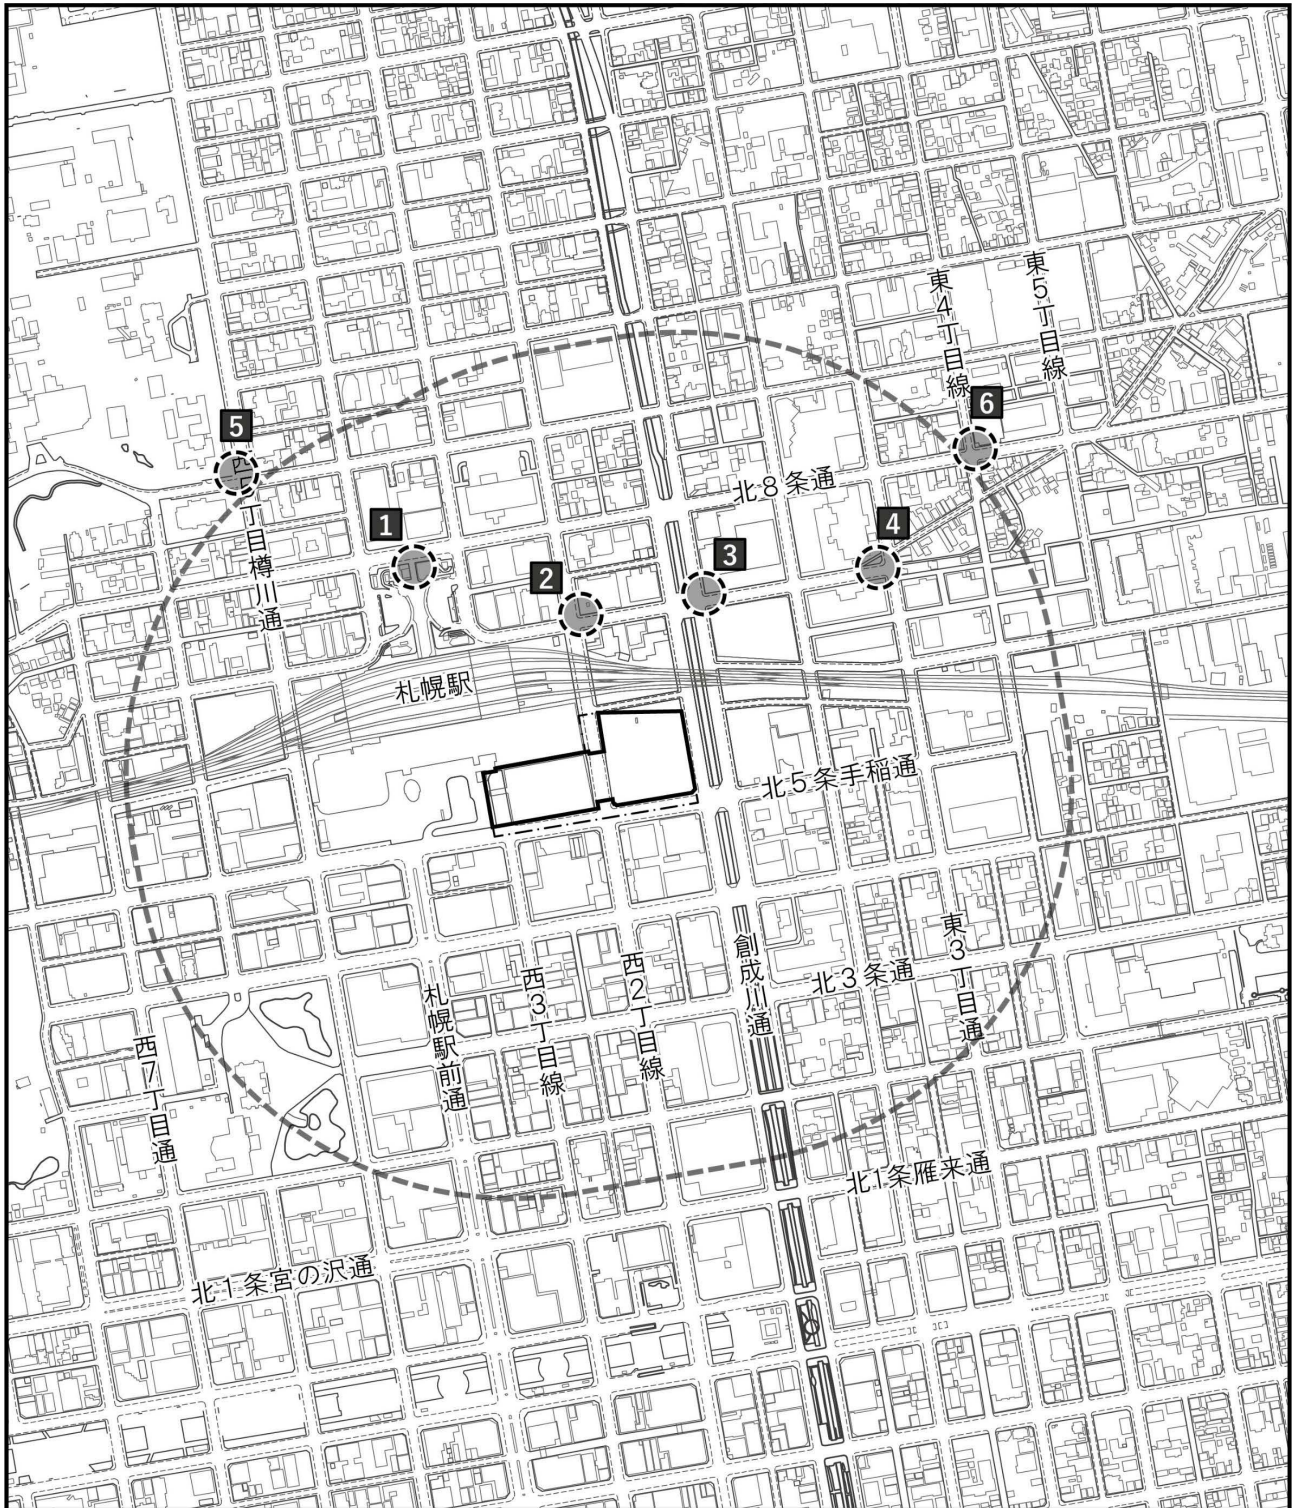 東4丁目線
東5丁目線
6
5
西5丁目樽川通
北8条通
4
1
3
2
札幌駅
北5条手稲通
東3丁目通
創成川通
北3条通
西2丁目線
西3丁目線
札幌駅前通
西7丁目通
北1条雁来通
北1条宮の沢通